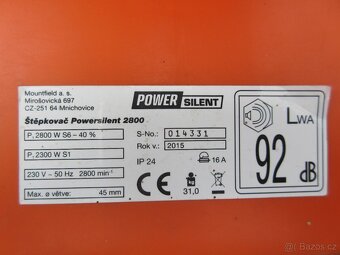 Mountfield a. s.
Mirošovická 697
CZ-251 64 Mnichovice
POWER SILENT
Štěpkovač Powersilent 2800
P₁ 2800 W S6 – 40 %
P₁ 2300 W S1
230 V – 50 Hz 2800 min⁻¹
Max. ø větve: 45 mm
S-No.: 014331
Rok v.: 2015
IP 24 16 A
CE 31,0
LWA
92
dB